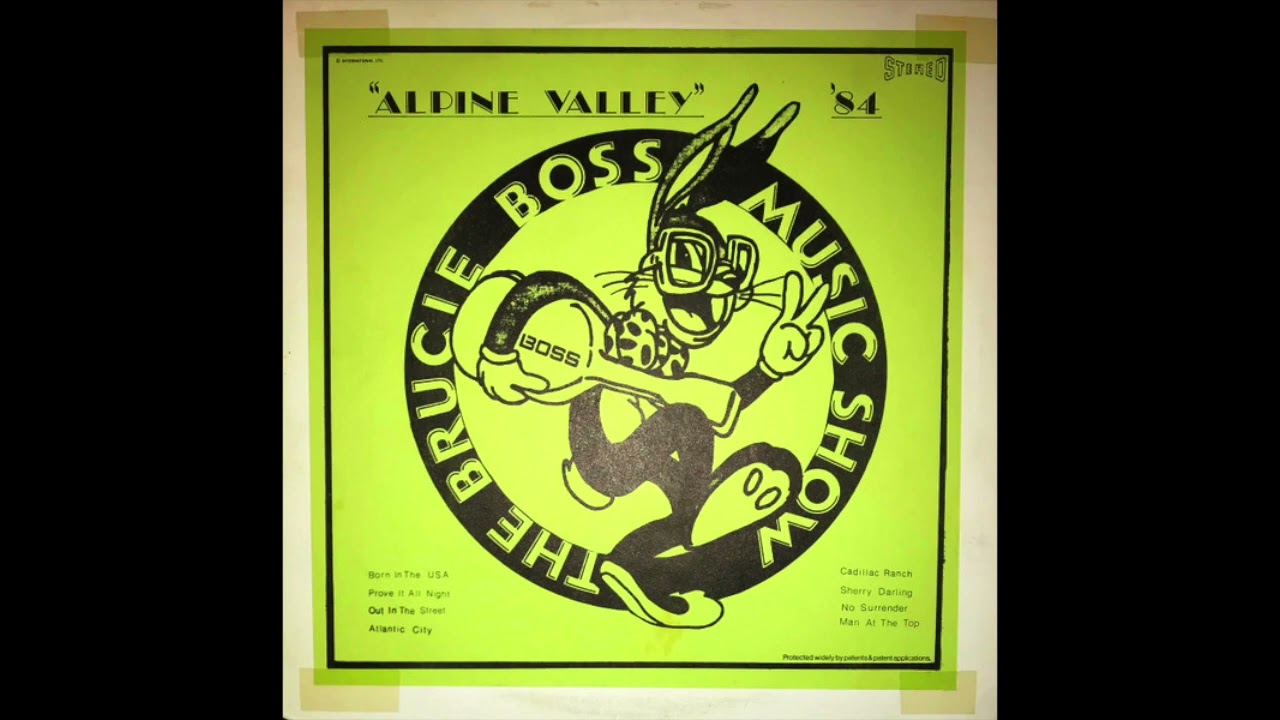 © INTERNATIONAL LTD.
STEREO
“ALPINE VALLEY” '84
THE BRUCIE BOSS MUSIC SHOW
BOSS
Born In The USA
Prove It All Night
Out In The Street
Atlantic City
Cadillac Ranch
Sherry Darling
No Surrender
Man At The Top
Protected widely by patents & patent applications.